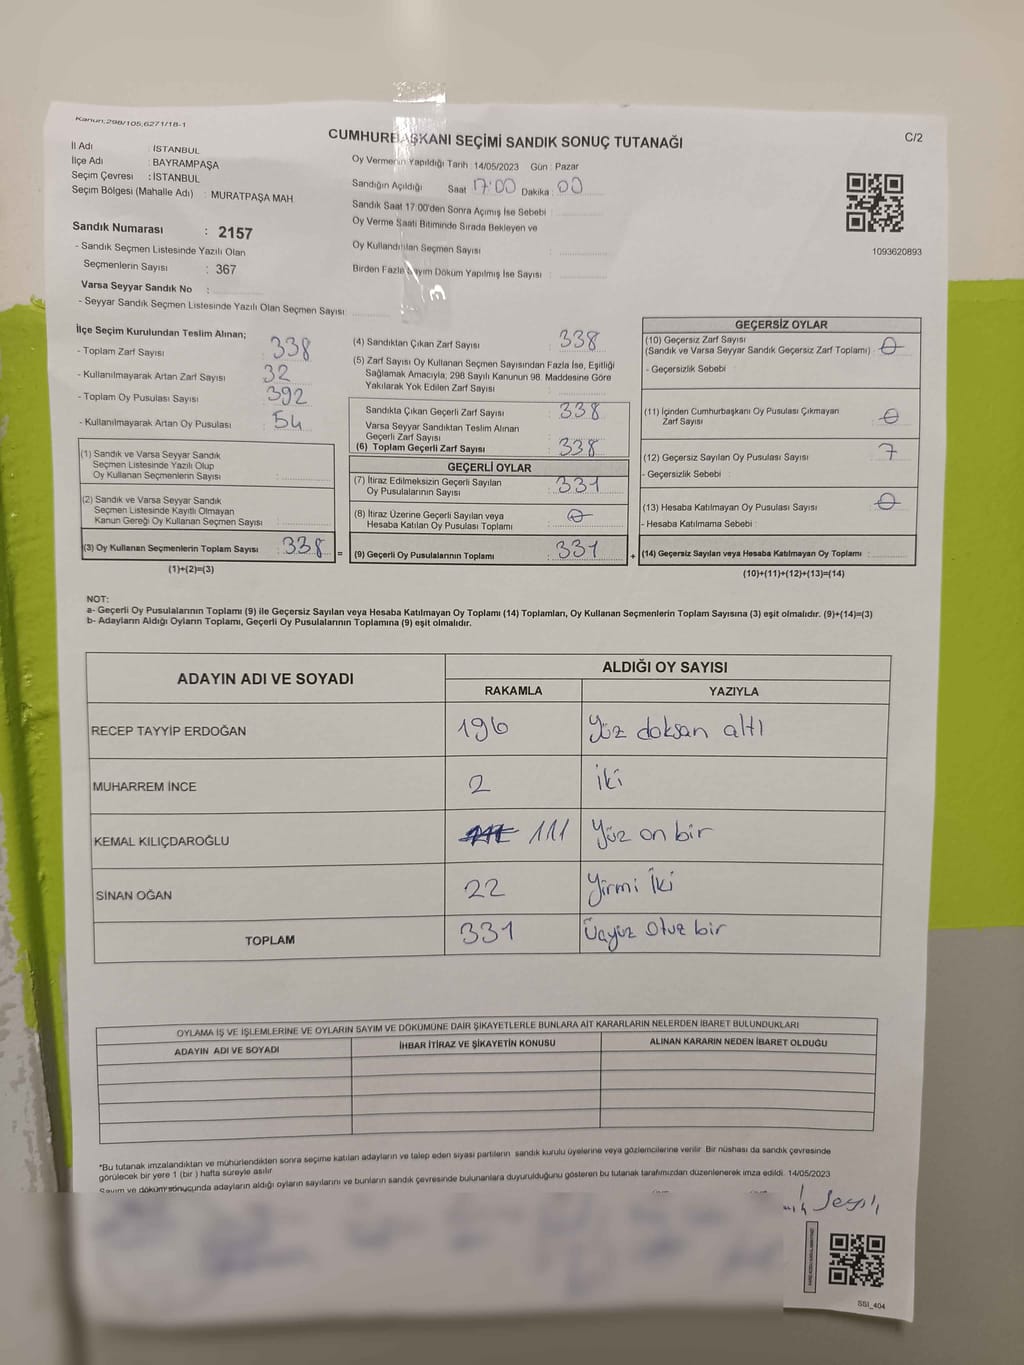 Kanun:298/105;6271/18-1
CUMHURBAŞKANI SEÇİMİ SANDIK SONUÇ TUTANAĞI
C/2
İl Adı : İSTANBUL
İlçe Adı : BAYRAMPAŞA
Seçim Çevresi : İSTANBUL
Seçim Bölgesi (Mahalle Adı) : MURATPAŞA MAH.
Oy Vermenin Yapıldığı Tarih : 14/05/2023 Gün : Pazar
Sandığın Açıldığı Saat 17:00 Dakika : 00
Sandık Saat 17:00'den Sonra Açımış İse Sebebi :
Oy Verme Saati Bitiminde Sırada Bekleyen ve
Oy Kullandırılan Seçmen Sayısı :
Birden Fazla Sayım Döküm Yapılmış İse Sayısı :
1093620893
Sandık Numarası : 2157
- Sandık Seçmen Listesinde Yazılı Olan
Seçmenlerin Sayısı : 367
Varsa Seyyar Sandık No :
- Seyyar Sandık Seçmen Listesinde Yazılı Olan Seçmen Sayısı:
İlçe Seçim Kurulundan Teslim Alınan;
- Toplam Zarf Sayısı : 338
- Kullanılmayarak Artan Zarf Sayısı : 32
- Toplam Oy Pusulası Sayısı : 392
- Kullanılmayarak Artan Oy Pusulası : 54
(1) Sandık ve Varsa Seyyar Sandık
Seçmen Listesinde Yazılı Olup
Oy Kullanan Seçmenlerin Sayısı :
(2) Sandık ve Varsa Seyyar Sandık
Seçmen Listesinde Kayıtlı Olmayan
Kanun Gereği Oy Kullanan Seçmen Sayısı :
(3) Oy Kullanan Seçmenlerin Toplam Sayısı : 338
(1)+(2)=(3)
=
(4) Sandıktan Çıkan Zarf Sayısı : 338
(5) Zarf Sayısı Oy Kullanan Seçmen Sayısından Fazla İse, Eşitliği
Sağlamak Amacıyla; 298 Sayılı Kanunun 98. Maddesine Göre
Yakılarak Yok Edilen Zarf Sayısı :
Sandıkta Çıkan Geçerli Zarf Sayısı : 338
Varsa Seyyar Sandıktan Teslim Alınan
Geçerli Zarf Sayısı :
(6) Toplam Geçerli Zarf Sayısı : 338
GEÇERLİ OYLAR
(7) İtiraz Edilmeksizin Geçerli Sayılan
Oy Pusulalarının Sayısı : 331
(8) İtiraz Üzerine Geçerli Sayılan veya
Hesaba Katılan Oy Pusulası Toplamı : 0
(9) Geçerli Oy Pusulalarının Toplamı : 331
+
GEÇERSİZ OYLAR
(10) Geçersiz Zarf Sayısı
(Sandık ve Varsa Seyyar Sandık Geçersiz Zarf Toplamı) : 0
- Geçersizlik Sebebi :
(11) İçinden Cumhurbaşkanı Oy Pusulası Çıkmayan
Zarf Sayısı : 0
(12) Geçersiz Sayılan Oy Pusulası Sayısı : 7
- Geçersizlik Sebebi :
(13) Hesaba Katılmayan Oy Pusulası Sayısı : 0
- Hesaba Katılmama Sebebi :
(14) Geçersiz Sayılan veya Hesaba Katılmayan Oy Toplamı :
(10)+(11)+(12)+(13)=(14)
NOT:
a- Geçerli Oy Pusulalarının Toplamı (9) ile Geçersiz Sayılan veya Hesaba Katılmayan Oy Toplamı (14) Toplamları, Oy Kullanan Seçmenlerin Toplam Sayısına (3) eşit olmalıdır. (9)+(14)=(3)
b- Adayların Aldığı Oyların Toplamı, Geçerli Oy Pusulalarının Toplamına (9) eşit olmalıdır.
ADAYIN ADI VE SOYADI
ALDIĞI OY SAYISI
RAKAMLA YAZIYLA
RECEP TAYYİP ERDOĞAN 196 Yüz doksan altı
MUHARREM İNCE 2 İki
KEMAL KILIÇDAROĞLU 111 Yüz on bir
SİNAN OĞAN 22 Yirmi İki
TOPLAM 331 Üçyüz Otuz bir
OYLAMA İŞ VE İŞLEMLERİNE VE OYLARIN SAYIM VE DÖKÜMÜNE DAİR ŞİKAYETLERLE BUNLARA AİT KARARLARIN NELERDEN İBARET BULUNDUKLARI
ADAYIN ADI VE SOYADI İHBAR İTİRAZ VE ŞİKAYETİN KONUSU ALINAN KARARIN NEDEN İBARET OLDUĞU
*Bu tutanak imzalandıktan ve mühürlendikten sonra seçime katılan adayların ve talep eden siyasi partilerin sandık kurulu üyelerine veya gözlemcilerine verilir. Bir nüshası da sandık çevresinde
görülecek bir yere 1 (bir ) hafta süreyle asılır.
Sayım ve döküm sonucunda adayların aldığı oyların sayılarını ve bunların sandık çevresinde bulunanlara duyurulduğunu gösteren bu tutanak tarafımızdan düzenlenerek imza edildi. 14/05/2023
SSI_404